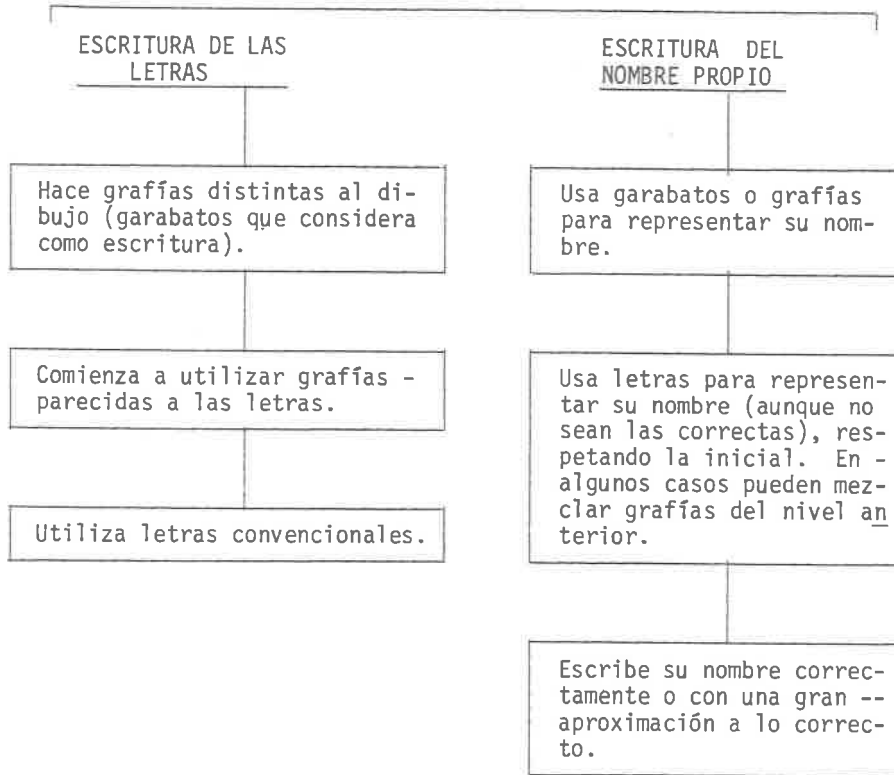 ESCRITURA DE LAS
LETRAS
Hace grafías distintas al di-
bujo (garabatos que considera
como escritura).
Comienza a utilizar grafías -
parecidas a las letras.
Utiliza letras convencionales.
ESCRITURA DEL
NOMBRE PROPIO
Usa garabatos o grafías
para representar su nom-
bre.
Usa letras para represen-
tar su nombre (aunque no
sean las correctas), res-
petando la inicial. En -
algunos casos pueden mez-
clar grafías del nivel an
terior.
Escribe su nombre correc-
tamente o con una gran --
aproximación a lo correc-
to.